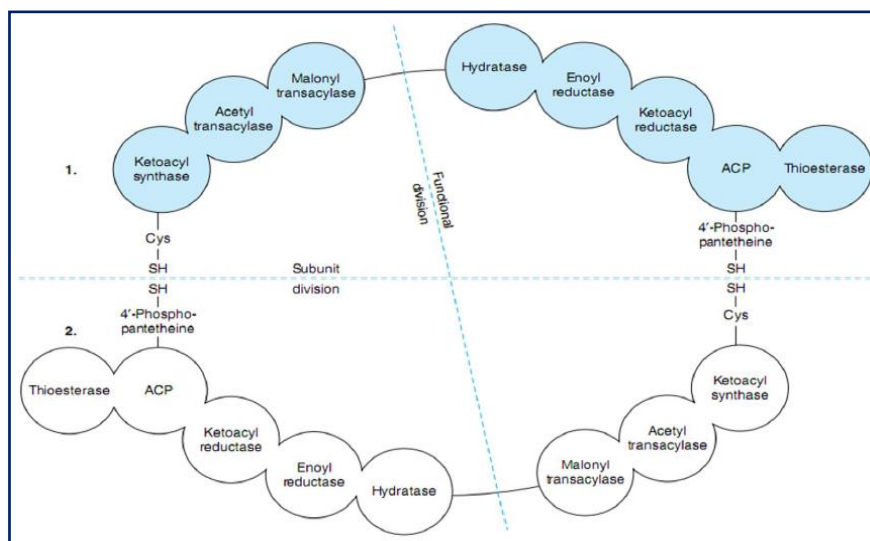 Malonyl
transacylase
Acetyl
transacylase
Ketoacyl
synthase
1.
Cys
SH
Hydratase
Enoyl
reductase
Ketoacyl
reductase
ACP
Thioesterase
4'-Phospho-
pantetheine
SH
Functional
division
Subunit
division
SH
4'-Phospho-
pantetheine
2.
Thioesterase
ACP
Ketoacyl
reductase
Enoyl
reductase
Hydratase
SH
Cys
Ketoacyl
synthase
Acetyl
transacylase
Malonyl
transacylase